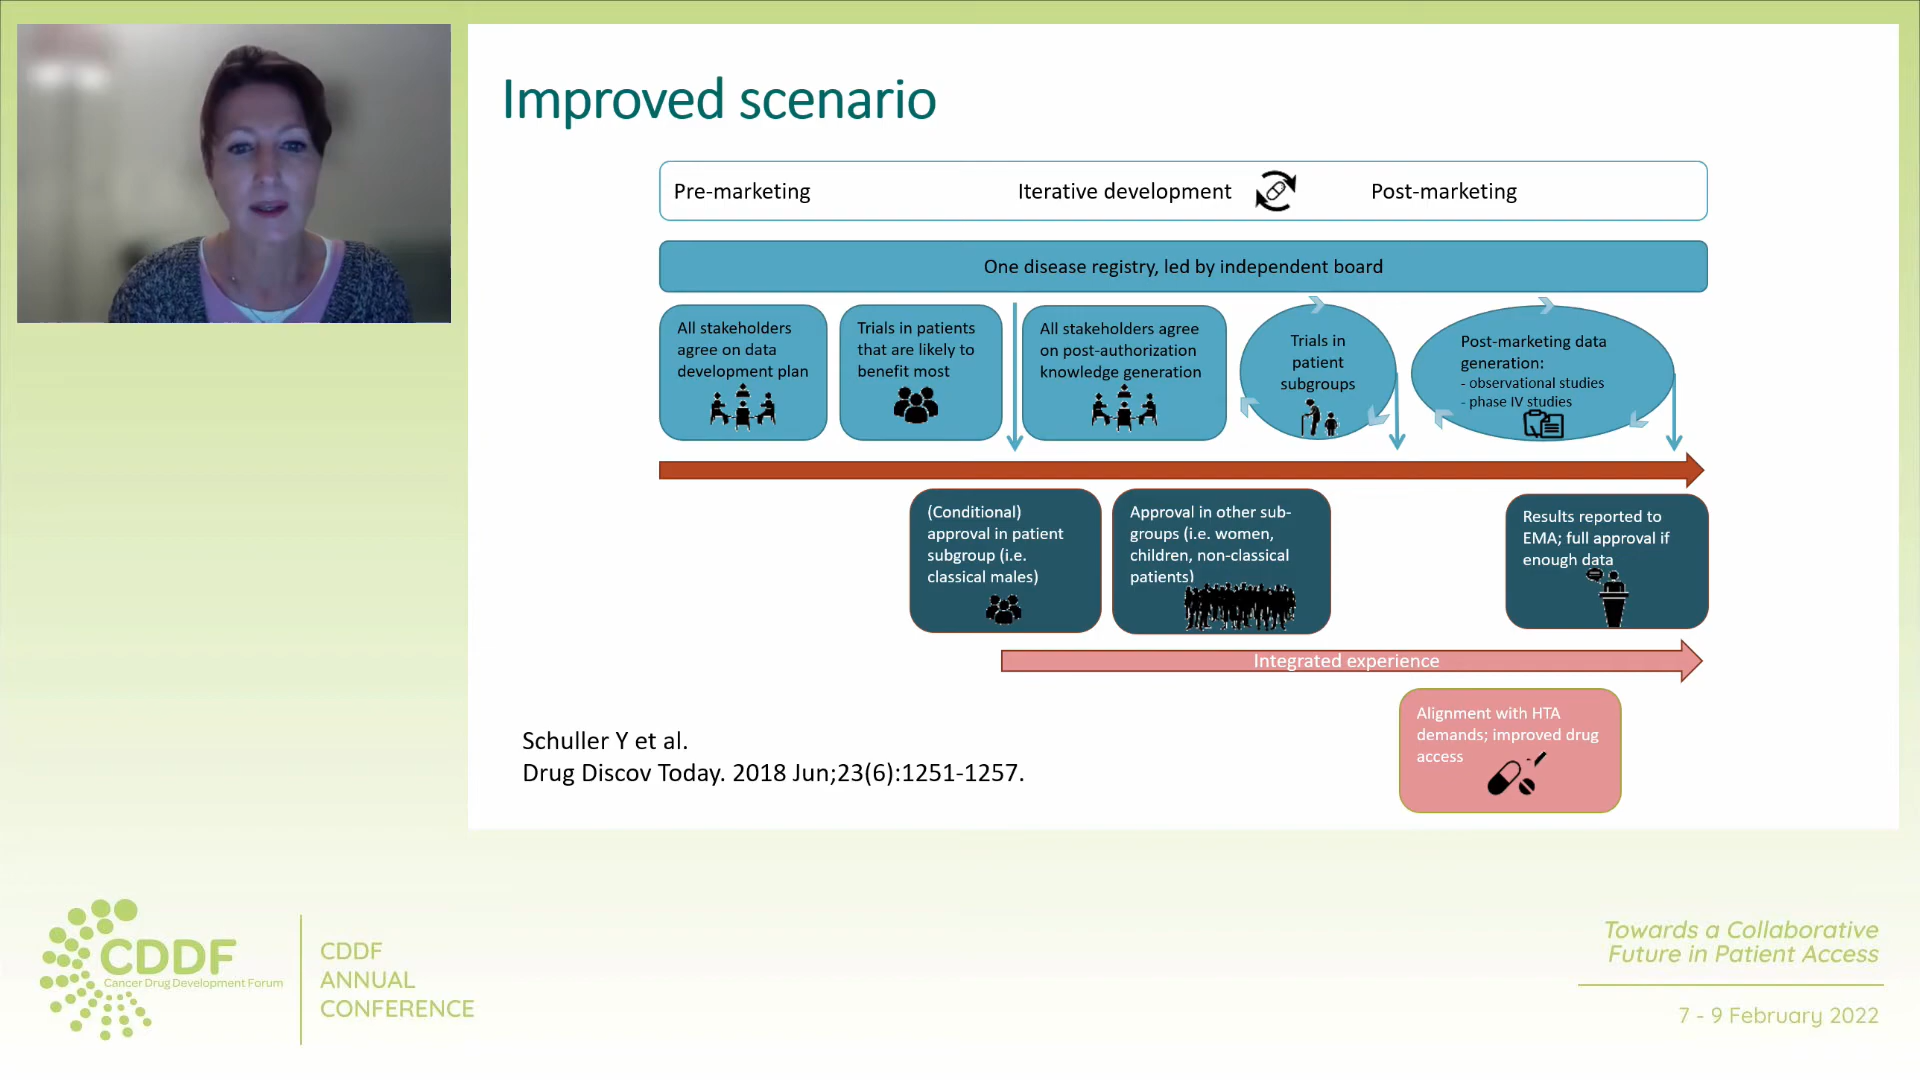 Improved scenario
Pre-marketing
Iterative development
Post-marketing
One disease registry, led by independent board
All stakeholders
agree on data
development plan
Trials in patients
that are likely to
benefit most
All stakeholders agree
on post-authorization
knowledge generation
Trials in
patient
subgroups
Post-marketing data
generation:
- observational studies
- phase IV studies
(Conditional)
approval in patient
subgroup (i.e.
classical males)
Approval in other sub-
groups (i.e. women,
children, non-classical
patients)
Results reported to
EMA; full approval if
enough data
Integrated experience
Alignment with HTA
demands; improved drug
access
Schuller Y et al.
Drug Discov Today. 2018 Jun;23(6):1251-1257.
CDDF
Cancer Drug Development Forum
CDDF
ANNUAL
CONFERENCE
Towards a Collaborative
Future in Patient Access
7 - 9 February 2022